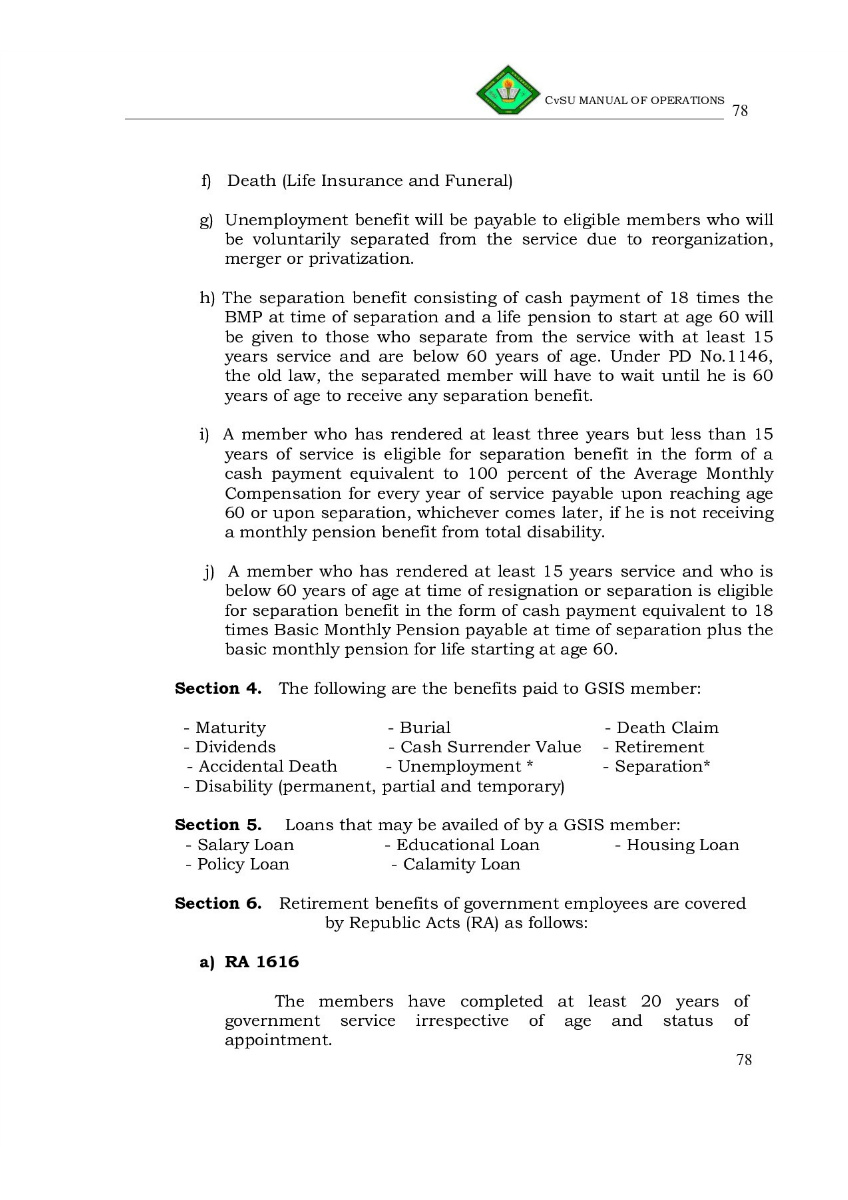 CvSU MANUAL OF OPERATIONS
78
f) Death (Life Insurance and Funeral)
g) Unemployment benefit will be payable to eligible members who will
be voluntarily separated from the service due to reorganization,
merger or privatization.
h) The separation benefit consisting of cash payment of 18 times the
BMP at time of separation and a life pension to start at age 60 will
be given to those who separate from the service with at least 15
years service and are below 60 years of age. Under PD No.1146,
the old law, the separated member will have to wait until he is 60
years of age to receive any separation benefit.
i) A member who has rendered at least three years but less than 15
years of service is eligible for separation benefit in the form of a
cash payment equivalent to 100 percent of the Average Monthly
Compensation for every year of service payable upon reaching age
60 or upon separation, whichever comes later, if he is not receiving
a monthly pension benefit from total disability.
j) A member who has rendered at least 15 years service and who is
below 60 years of age at time of resignation or separation is eligible
for separation benefit in the form of cash payment equivalent to 18
times Basic Monthly Pension payable at time of separation plus the
basic monthly pension for life starting at age 60.
Section 4. The following are the benefits paid to GSIS member:
- Maturity - Burial - Death Claim
- Dividends - Cash Surrender Value - Retirement
- Accidental Death - Unemployment * - Separation*
- Disability (permanent, partial and temporary)
Section 5. Loans that may be availed of by a GSIS member:
- Salary Loan - Educational Loan - Housing Loan
- Policy Loan - Calamity Loan
Section 6. Retirement benefits of government employees are covered
by Republic Acts (RA) as follows:
a) RA 1616
The members have completed at least 20 years of
government service irrespective of age and status of
appointment.
78